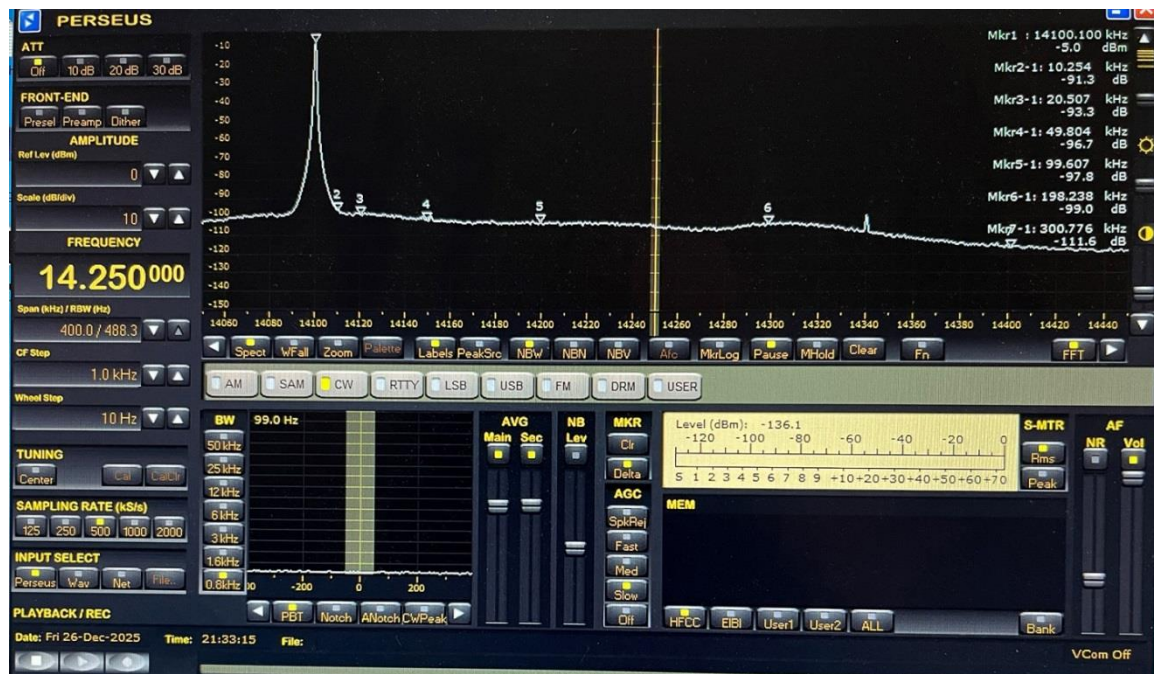 PERSEUS
ATT
Off 10 dB 20 dB 30 dB
FRONT-END
Presel Preamp Dither
AMPLITUDE
Ref Lev (dBm)
0
Scale (dB/div)
10
FREQUENCY
14.250000
Span (kHz) / RBW (Hz)
400.0 / 488.3
CF Step
1.0 kHz
Wheel Step
10 Hz
TUNING
Center Cal CalClr
SAMPLING RATE (kS/s)
125 250 500 1000 2000
INPUT SELECT
Perseus Wav Net File..
PLAYBACK / REC
Date: Fri 26-Dec-2025 Time: 21:33:15 File:
-10
-20
-30
-40
-50
-60
-70
-80
-90
-100
-110
-120
-130
-140
-150
2 3 4 5 6 7
Mkr1 : 14100.100 kHz
-5.0 dBm
Mkr2-1: 10.254 kHz
-91.3 dB
Mkr3-1: 20.507 kHz
-93.3 dB
Mkr4-1: 49.804 kHz
-96.7 dB
Mkr5-1: 99.607 kHz
-97.8 dB
Mkr6-1: 198.238 kHz
-99.0 dB
Mkr7-1: 300.776 kHz
-111.6 dB
14060 14080 14100 14120 14140 14160 14180 14200 14220 14240 14260 14280 14300 14320 14340 14360 14380 14400 14420 14440
Spect WFall Zoom Palette Labels PeakSrc NBW NBN NBV Afc MkrLog Pause MHold Clear Fn FFT
AM SAM CW RTTY LSB USB FM DRM USER
BW
50 kHz
25 kHz
12 kHz
6 kHz
3 kHz
1.6kHz
0.8kHz
99.0 Hz
-200 0 200
PBT Notch ANotch CWPeak
AVG
Main Sec
NB
Lev
MKR
Clr
Delta
AGC
SpkRej
Fast
Med
Slow
Off
Level (dBm): -136.1
-120 -100 -80 -60 -40 -20 0
S 1 2 3 4 5 6 7 8 9 +10+20+30+40+50+60+70
S-MTR
Rms
Peak
AF
NR Vol
MEM
HFCC EIBI User1 User2 ALL
Bank
VCom Off